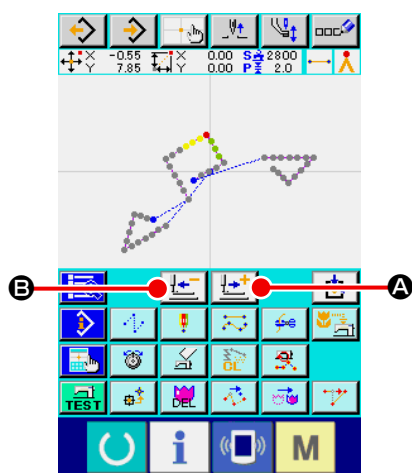 X -0.55 X 0.00 S 2800
Y 7.85 Y 0.00 P 2.0
B A
i
CL
TEST DEL
i M